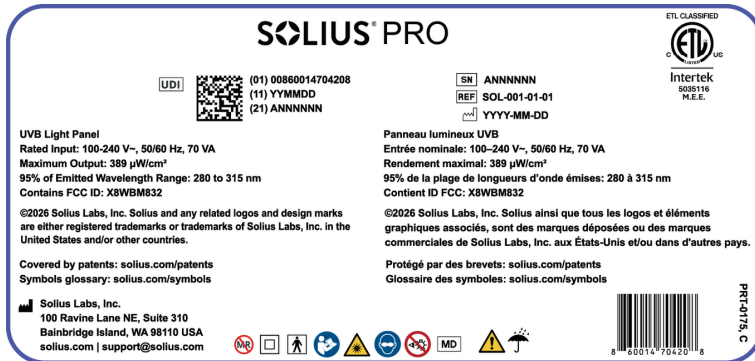 SOLIUS® PRO
ETL CLASSIFIED
C ETL US
LISTED
Intertek
5035116
M.E.E.
UDI
(01) 00860014704208
(11) YYMMDD
(21) ANNNNNN
SN ANNNNNN
REF SOL-001-01-01
YYYY-MM-DD
UVB Light Panel
Rated Input: 100-240 V~, 50/60 Hz, 70 VA
Maximum Output: 389 µW/cm²
95% of Emitted Wavelength Range: 280 to 315 nm
Contains FCC ID: X8WBM832
©2026 Solius Labs, Inc. Solius and any related logos and design marks
are either registered trademarks or trademarks of Solius Labs, Inc. in the
United States and/or other countries.
Covered by patents: solius.com/patents
Symbols glossary: solius.com/symbols
Panneau lumineux UVB
Entrée nominale: 100–240 V~, 50/60 Hz, 70 VA
Rendement maximal: 389 µW/cm²
95% de la plage de longueurs d'onde émises: 280 à 315 nm
Contient ID FCC: X8WBM832
©2026 Solius Labs, Inc. Solius ainsi que tous les logos et éléments
graphiques associés, sont des marques déposées ou des marques
commerciales de Solius Labs, Inc. aux États-Unis et/ou dans d'autres pays.
Protégé par des brevets: solius.com/patents
Glossaire des symboles: solius.com/symbols
Solius Labs, Inc.
100 Ravine Lane NE, Suite 310
Bainbridge Island, WA 98110 USA
solius.com | support@solius.com
MR
MD
8 60014 70420 8
PRT-0175, C